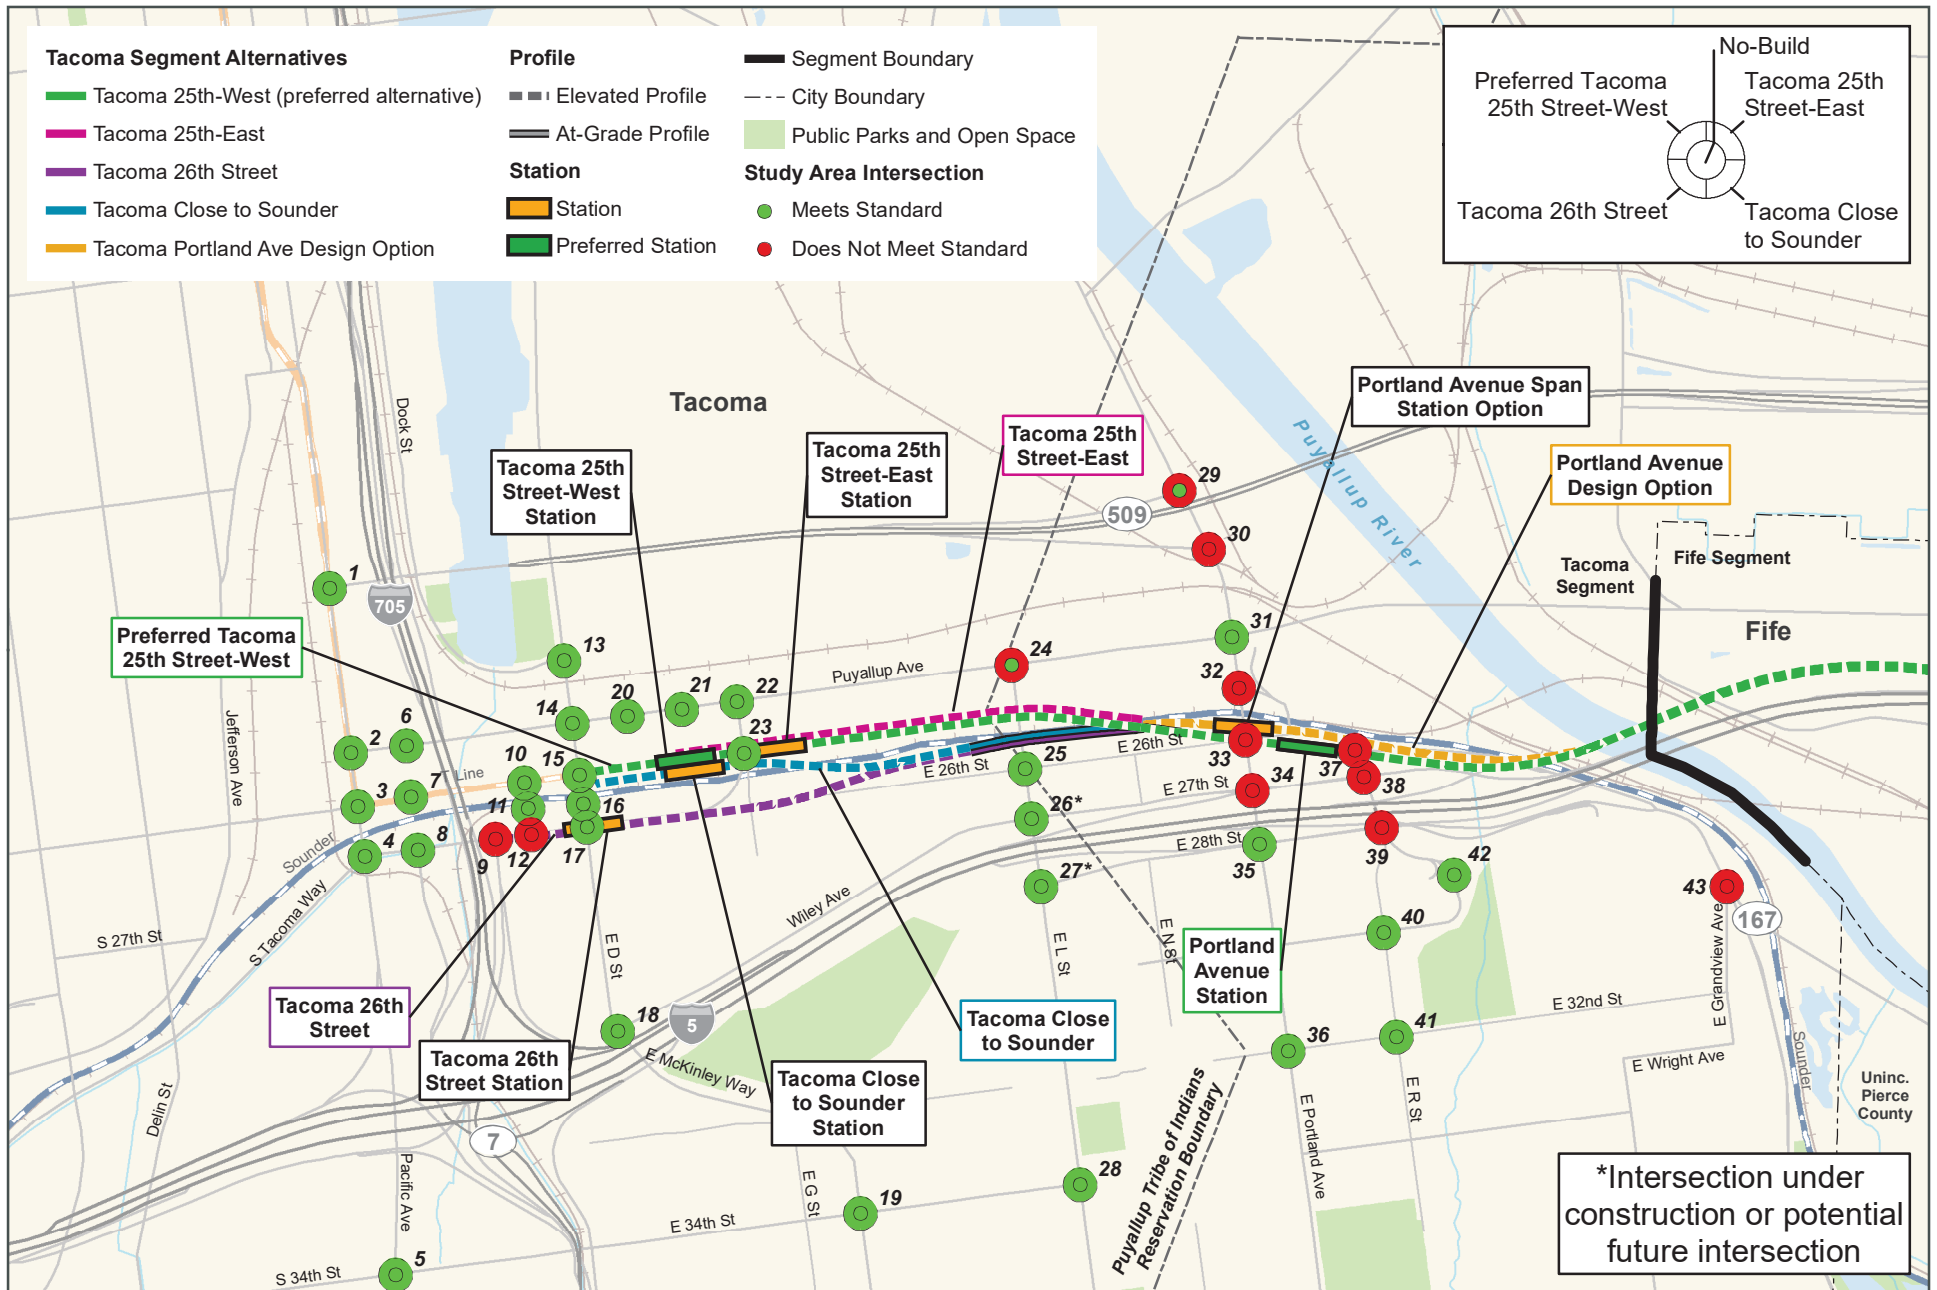 Tacoma Segment Alternatives
Tacoma 25th-West (preferred alternative)
Tacoma 25th-East
Tacoma 26th Street
Tacoma Close to Sounder
Tacoma Portland Ave Design Option
Profile
Elevated Profile
At-Grade Profile
Station
Station
Preferred Station
Segment Boundary
City Boundary
Public Parks and Open Space
Study Area Intersection
Meets Standard
Does Not Meet Standard
No-Build
Preferred Tacoma
25th Street-West
Tacoma 25th
Street-East
Tacoma 26th Street
Tacoma Close
to Sounder
Tacoma
Dock St
Portland Avenue Span
Station Option
Tacoma 25th
Street-West
Station
Tacoma 25th
Street-East
Station
Tacoma 25th
Street-East
Puyallup River
Portland Avenue
Design Option
29
509
30
Tacoma
Segment
Fife Segment
1
705
Preferred Tacoma
25th Street-West
13
31
Fife
24
Puyallup Ave
32
Jefferson Ave
6
2
14
20
21
22
23
10
15
Line
7
3
11
16
E 26th St
E 26th St
25
33
37
E 27th St
34
38
26*
Sounder
4
8
9
12
17
E 28th St
35
39
42
27*
43
167
S Tacoma Way
Wiley Ave
S 27th St
E D St
E L St
E N St
40
E Grandview Ave
Portland
Avenue
Station
Tacoma 26th
Street
18
5
Tacoma Close
to Sounder
E 32nd St
41
36
Tacoma 26th
Street Station
E McKinley Way
Tacoma Close
to Sounder
Station
E Wright Ave
Sounder
Uninc.
Pierce
County
Delin St
7
Puyallup Tribe of Indians
Reservation Boundary
E Portland Ave
E R St
Pacific Ave
E G St
19
28
E 34th St
5
S 34th St
*Intersection under
construction or potential
future intersection